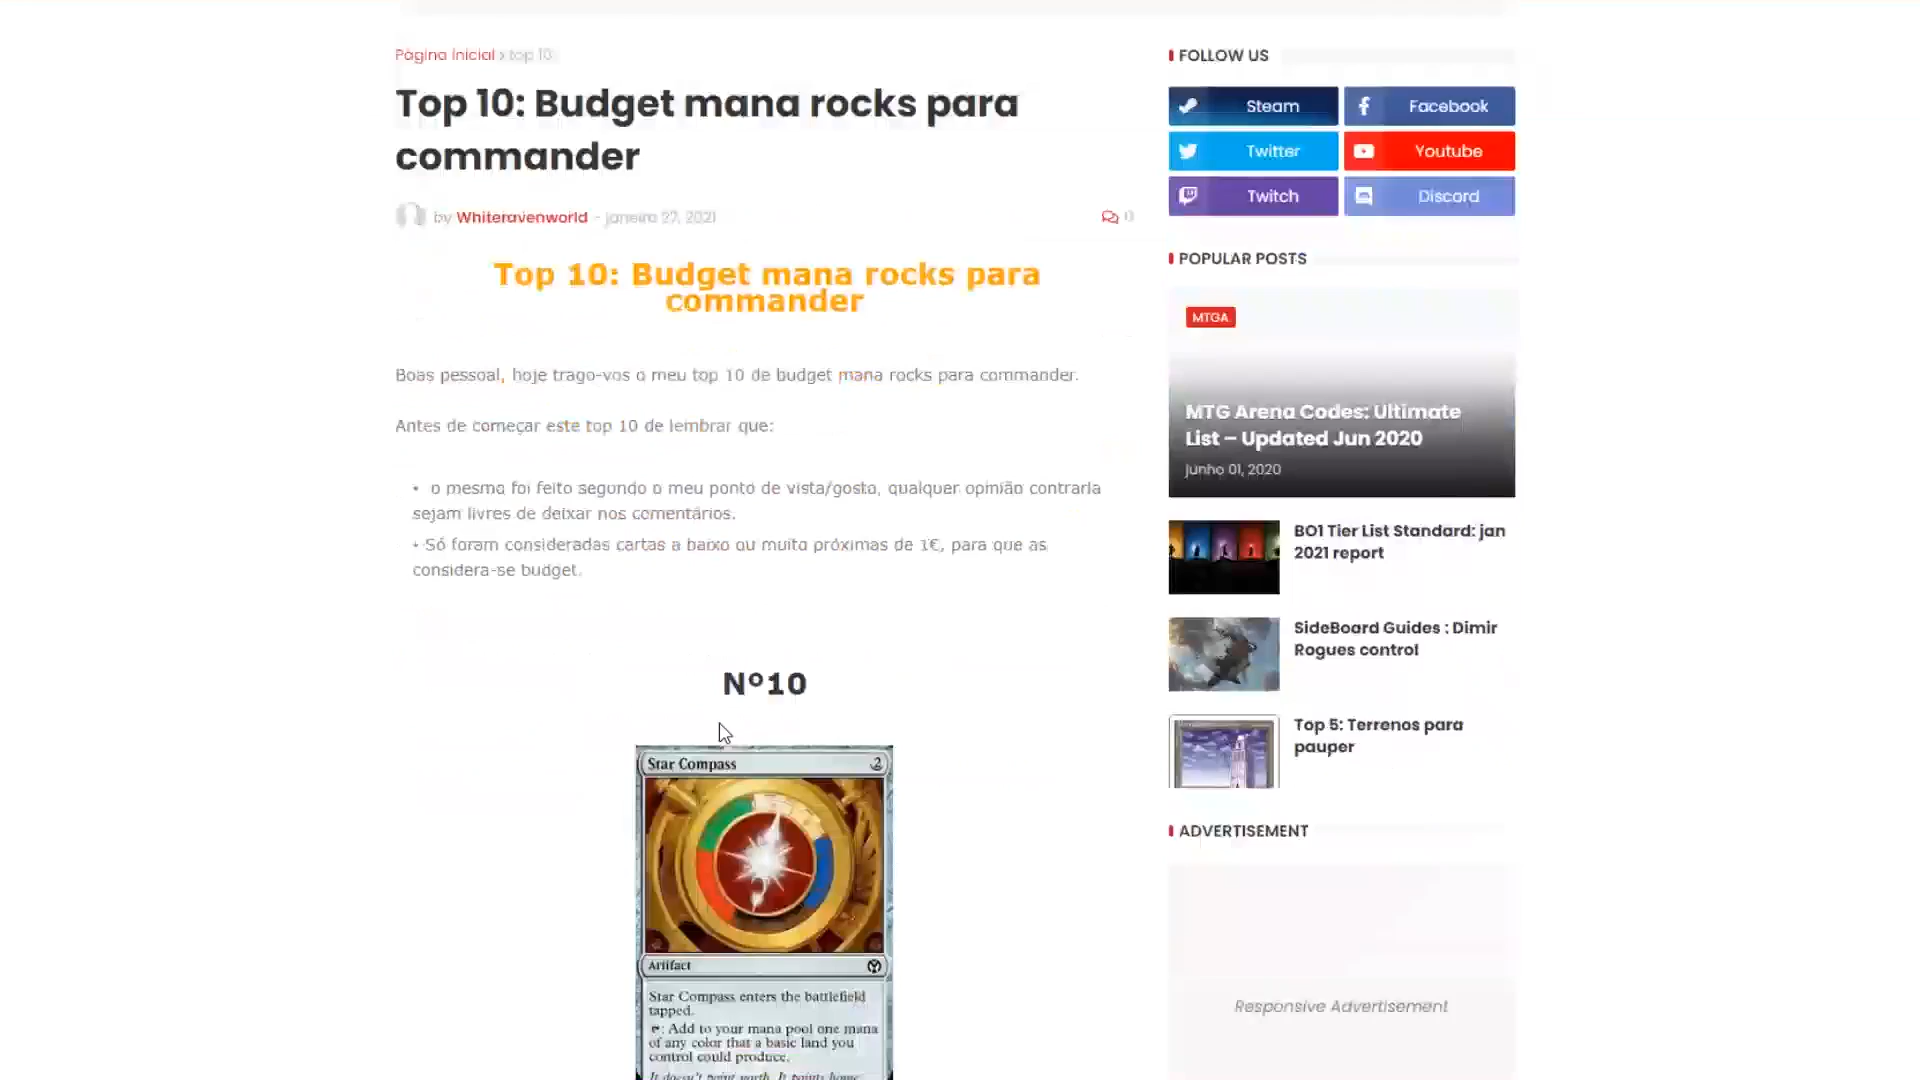 Página inicial › top 10
Top 10: Budget mana rocks para
commander
by Whiteravenworld - janeiro 27, 2021
0
Top 10: Budget mana rocks para
commander
Boas pessoal, hoje trago-vos o meu top 10 de budget mana rocks para commander.
Antes de começar este top 10 de lembrar que:
• o mesmo foi feito segundo o meu ponto de vista/gosto, qualquer opinião contraria
sejam livres de deixar nos comentários.
• Só foram consideradas cartas a baixo ou muito próximas de 1€, para que as
considera-se budget.
Nº10
Star Compass 2
Artifact
Star Compass enters the battlefield
tapped.
: Add to your mana pool one mana
of any color that a basic land you
control could produce.
It doesn't point north. It points home.
FOLLOW US
Steam
Facebook
Twitter
Youtube
Twitch
Discord
POPULAR POSTS
MTGA
MTG Arena Codes: Ultimate
List – Updated Jun 2020
junho 01, 2020
BO1 Tier List Standard: jan
2021 report
SideBoard Guides : Dimir
Rogues control
Top 5: Terrenos para
pauper
ADVERTISEMENT
Responsive Advertisement